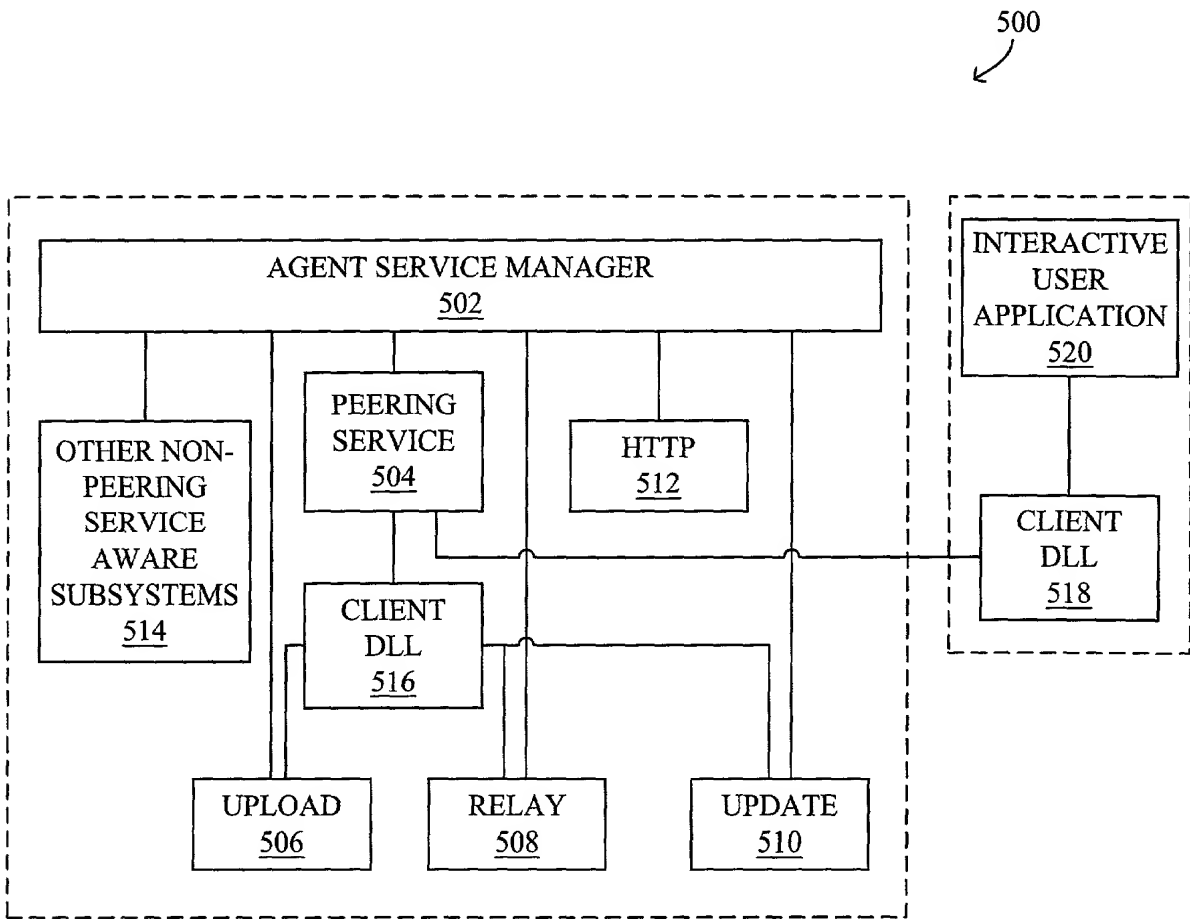 500
AGENT SERVICE MANAGER
502
INTERACTIVE
USER
APPLICATION
520
OTHER NON-
PEERING
SERVICE
AWARE
SUBSYSTEMS
514
PEERING
SERVICE
504
HTTP
512
CLIENT
DLL
516
CLIENT
DLL
518
UPLOAD
506
RELAY
508
UPDATE
510